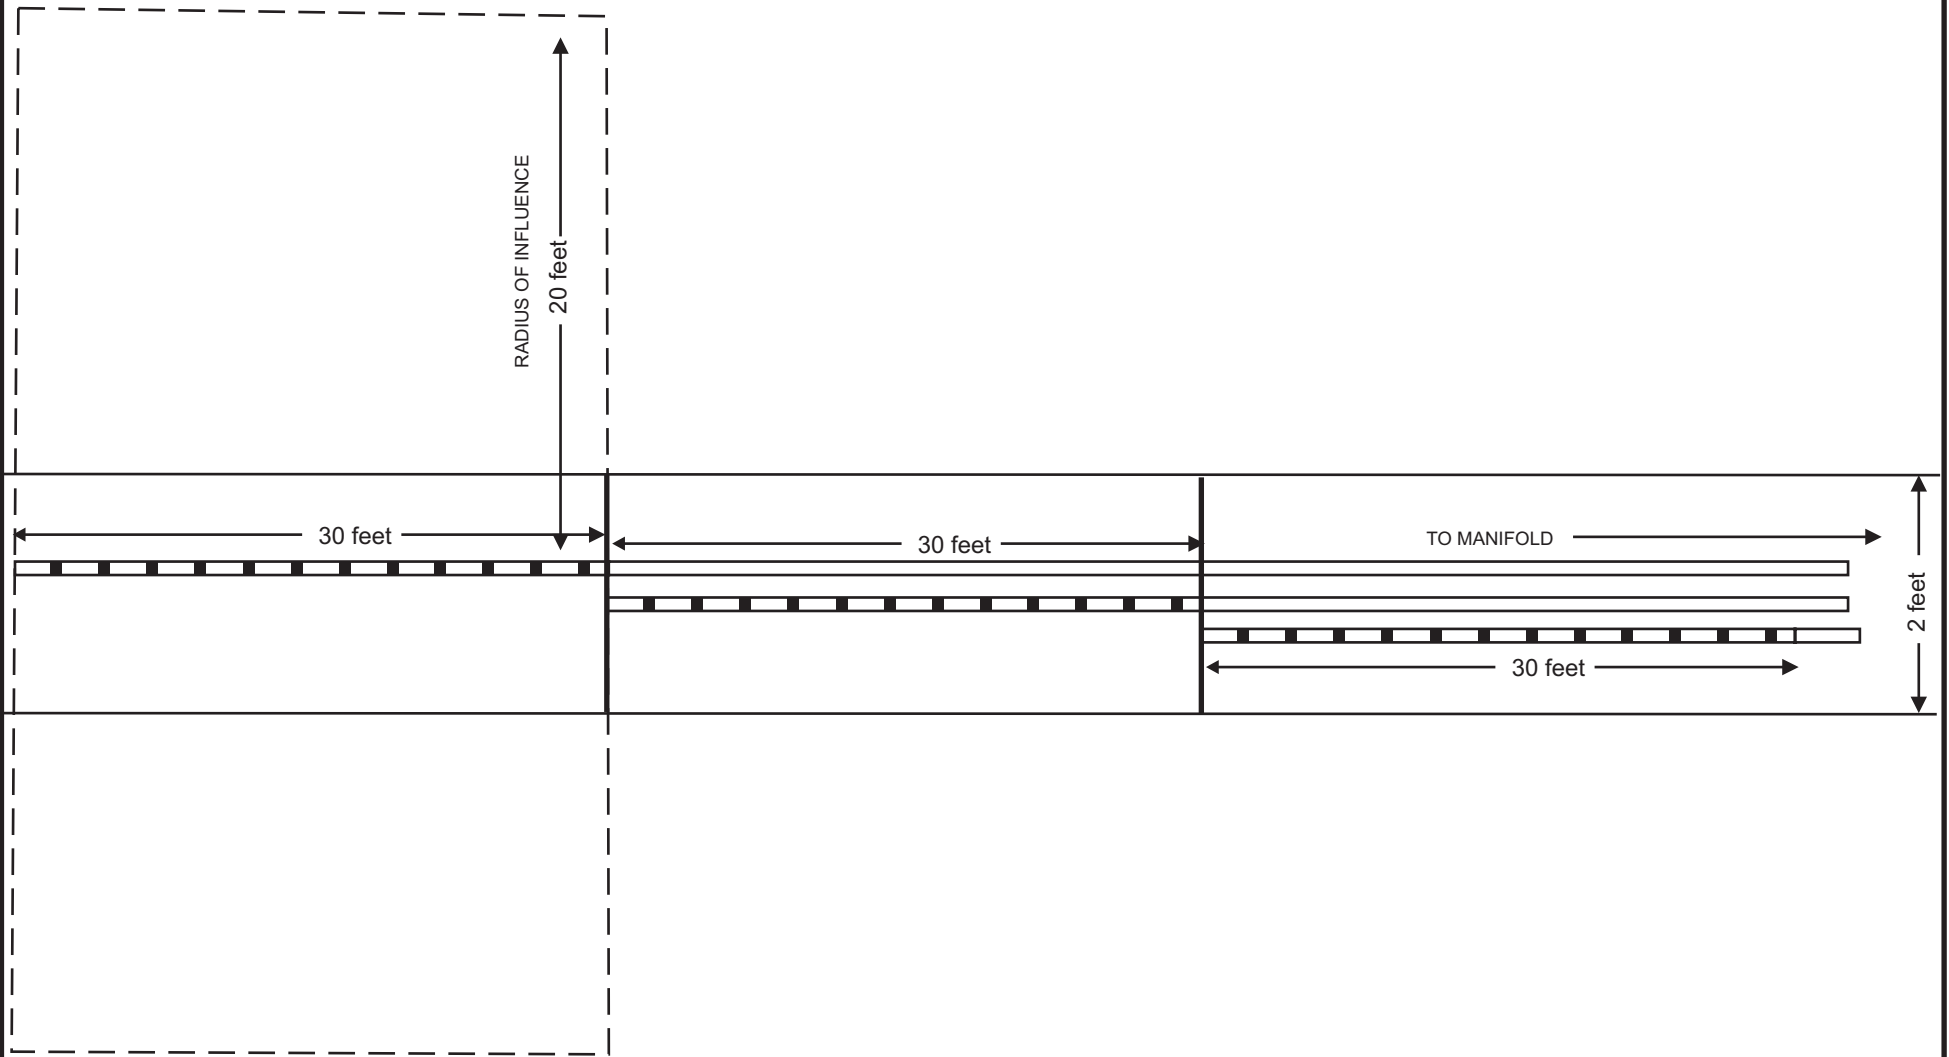 RADIUS OF INFLUENCE
20 feet
30 feet
30 feet
TO MANIFOLD
2 feet
30 feet